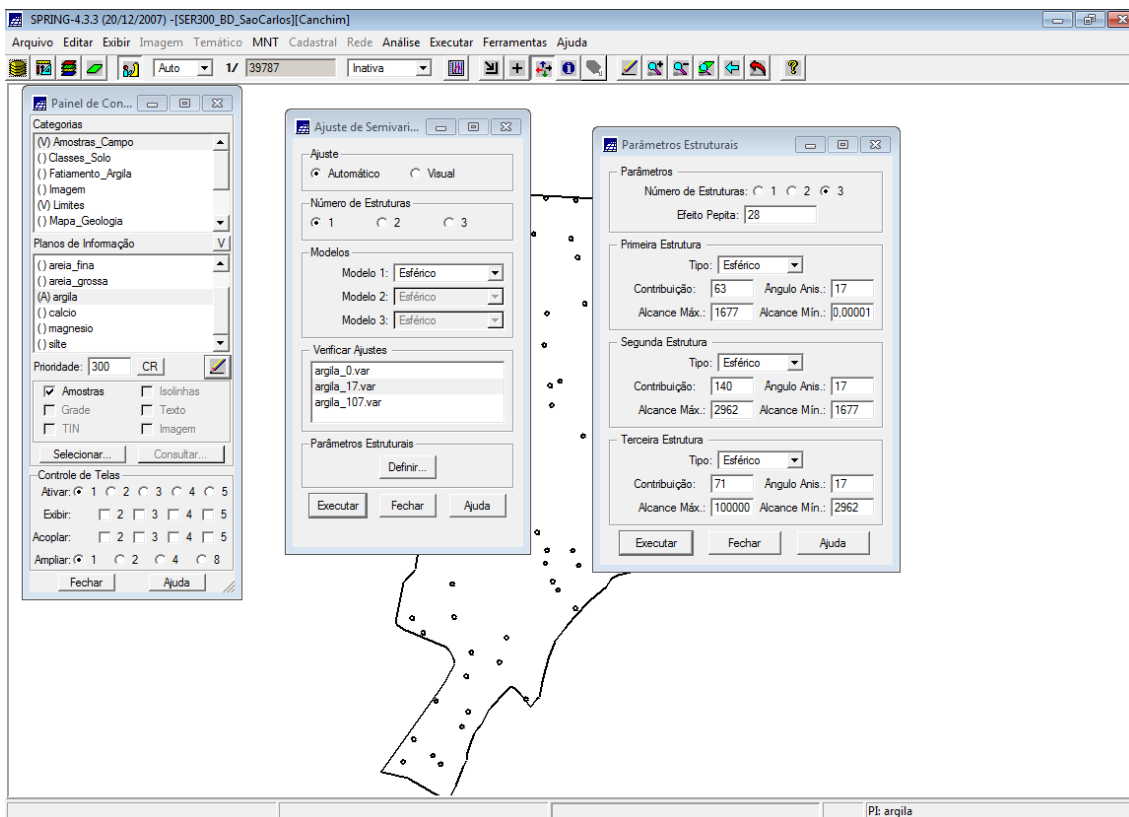 SPRING-4.3.3 (20/12/2007) -[SER300_BD_SaoCarlos][Canchim]
Arquivo Editar Exibir Imagem Temático MNT Cadastral Rede Análise Executar Ferramentas Ajuda
Auto 1/ 39787 Inativa
Painel de Con...
Categorias
(V) Amostras_Campo
( ) Classes_Solo
( ) Fatiamento_Argila
( ) Imagem
(V) Limites
( ) Mapa_Geologia
Planos de Informação V
( ) areia_fina
( ) areia_grossa
(A) argila
( ) calcio
( ) magnesio
( ) silte
Prioridade: 300 CR
Amostras Isolinhas
Grade Texto
TIN Imagem
Selecionar... Consultar...
Controle de Telas
Ativar: 1 2 3 4 5
Exibir: 2 3 4 5
Acoplar: 2 3 4 5
Ampliar: 1 2 4 8
Fechar Ajuda
Ajuste de Semivari...
Ajuste
Automático Visual
Número de Estruturas
1 2 3
Modelos
Modelo 1: Esférico
Modelo 2: Esférico
Modelo 3: Esférico
Verificar Ajustes
argila_0.var
argila_17.var
argila_107.var
Parâmetros Estruturais
Definir...
Executar Fechar Ajuda
Parâmetros Estruturais
Parâmetros
Número de Estruturas: 1 2 3
Efeito Pepita: 28
Primeira Estrutura
Tipo: Esférico
Contribuição: 63 Ângulo Anis.: 17
Alcance Máx.: 1677 Alcance Mín.: 0,00001
Segunda Estrutura
Tipo: Esférico
Contribuição: 140 Ângulo Anis.: 17
Alcance Máx.: 2962 Alcance Mín.: 1677
Terceira Estrutura
Tipo: Esférico
Contribuição: 71 Ângulo Anis.: 17
Alcance Máx.: 100000 Alcance Mín.: 2962
Executar Fechar Ajuda
PI: argila